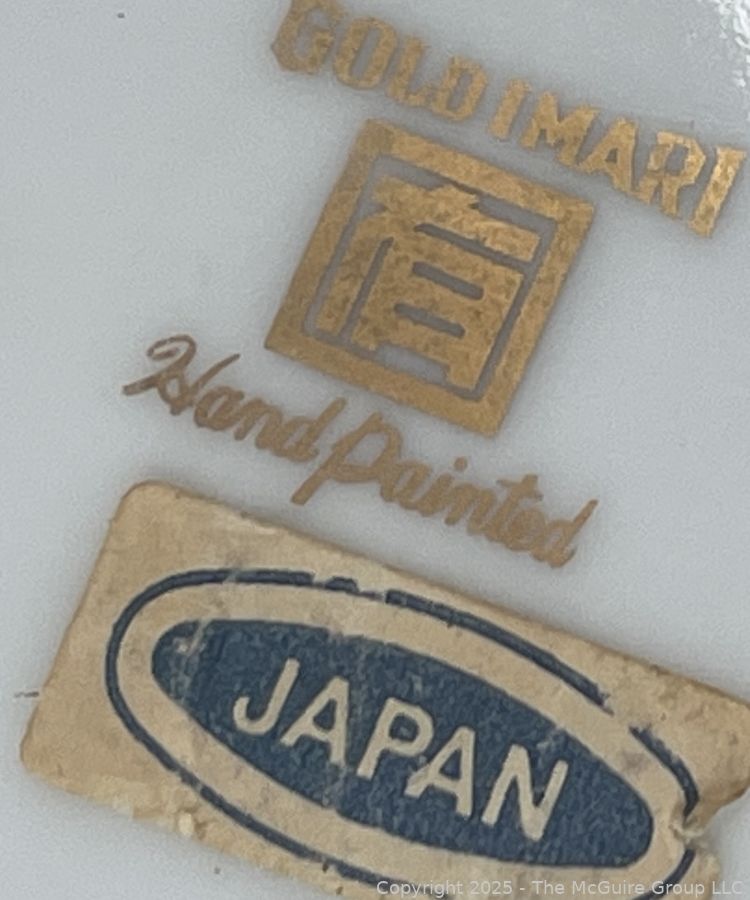 GOLD IMARI
Hand Painted
JAPAN
Copyright 2025 - The McGuire Group LLC